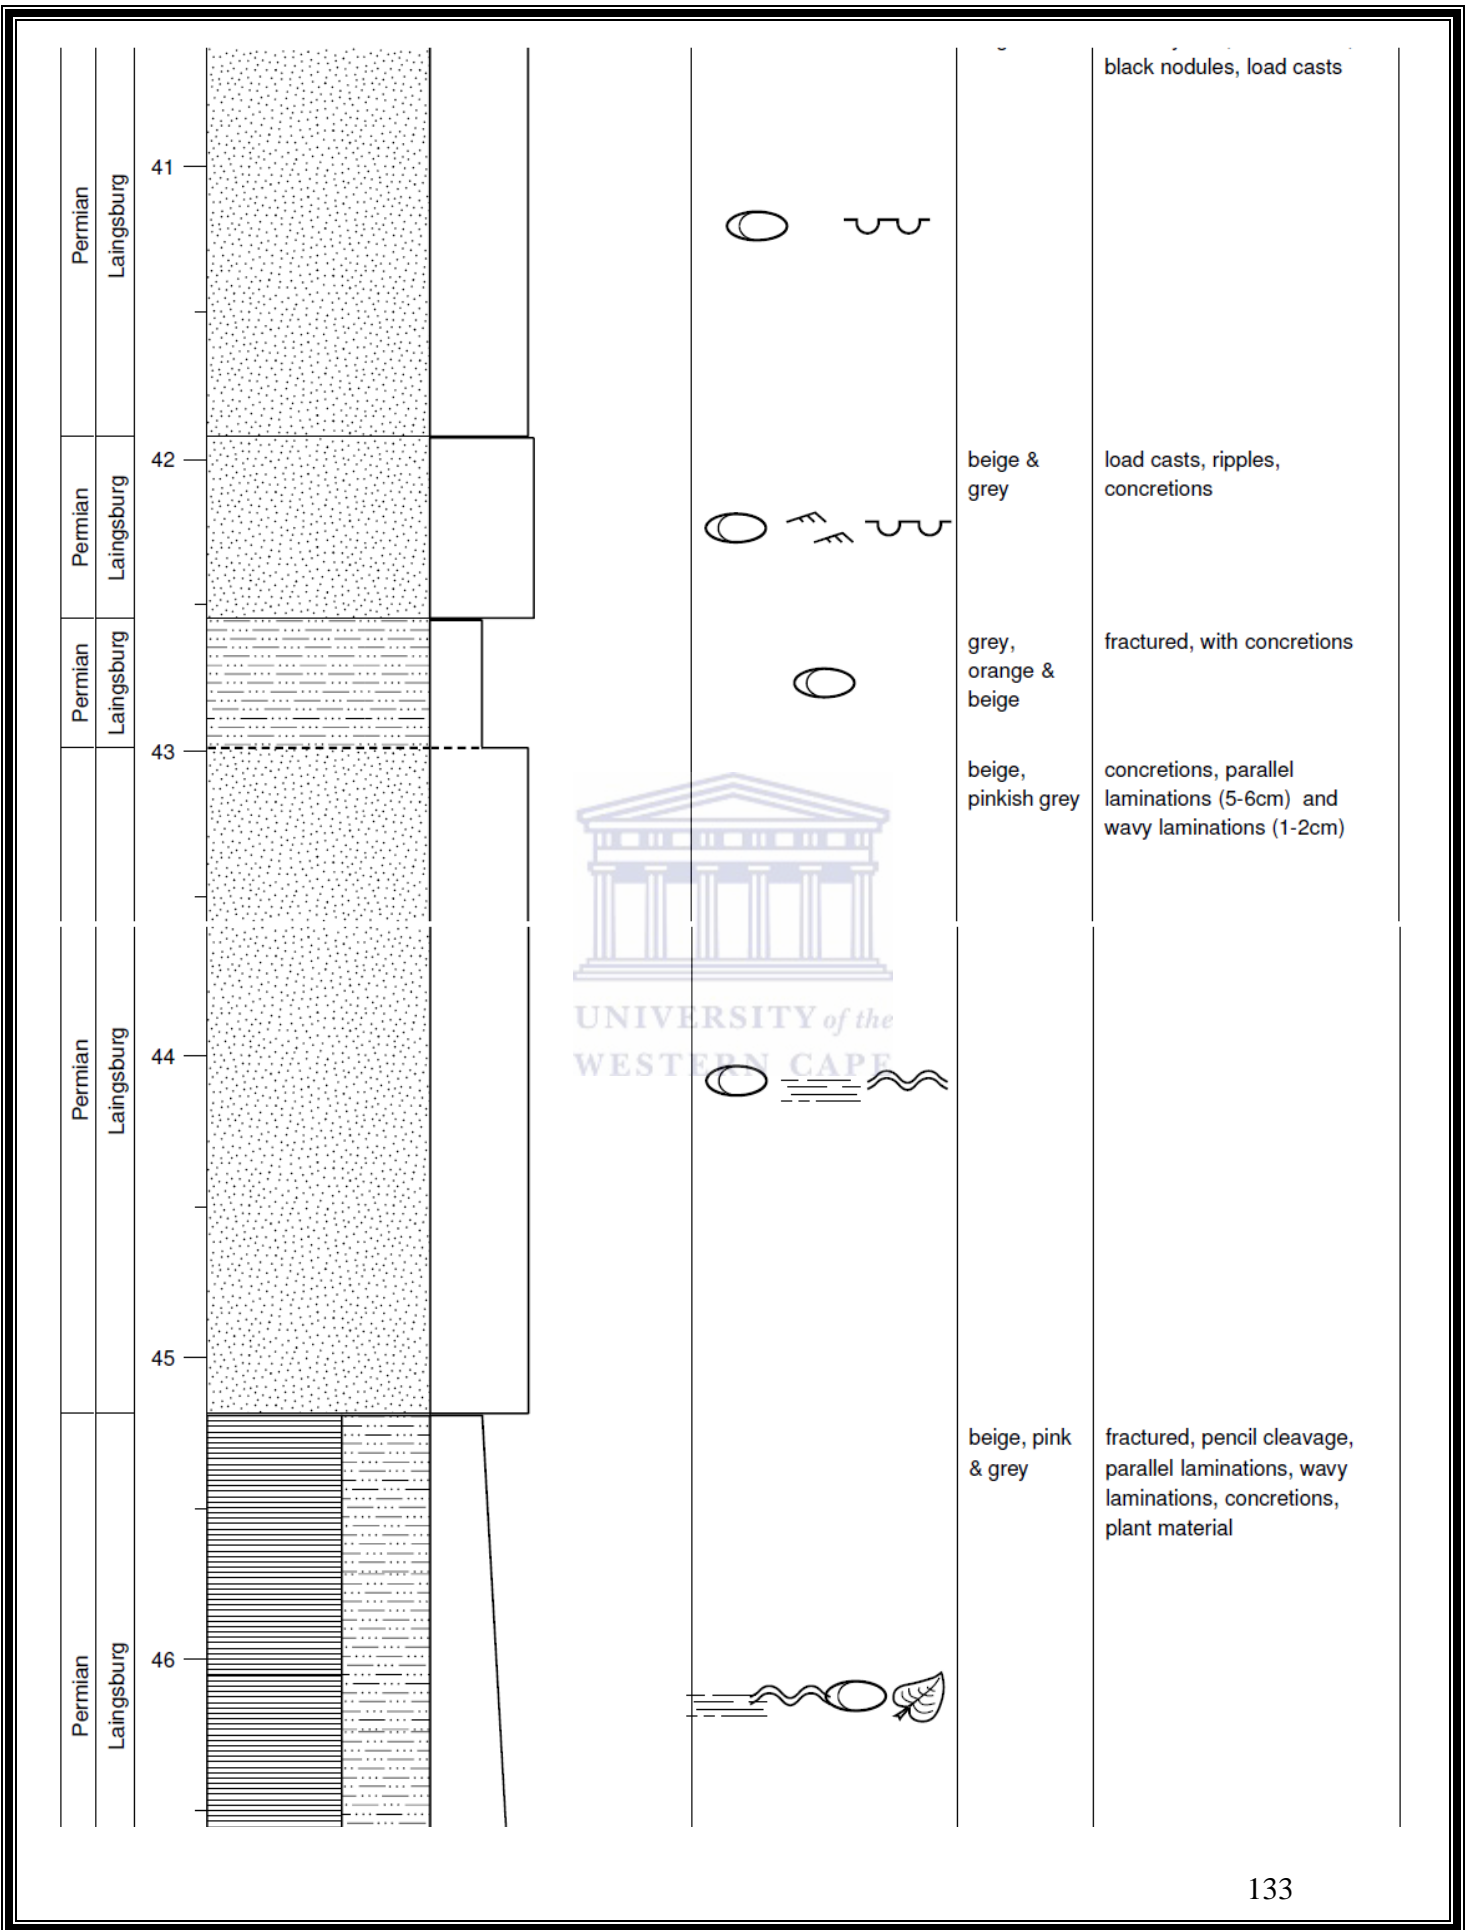 black nodules, load casts
Permian
Laingsburg
41
Permian
Laingsburg
42
beige &
grey
load casts, ripples,
concretions
Permian
Laingsburg
grey,
orange &
beige
fractured, with concretions
43
beige,
pinkish grey
concretions, parallel
laminations (5-6cm) and
wavy laminations (1-2cm)
UNIVERSITY of the
WESTERN CAPE
Permian
Laingsburg
44
45
beige, pink
& grey
fractured, pencil cleavage,
parallel laminations, wavy
laminations, concretions,
plant material
Permian
Laingsburg
46
133